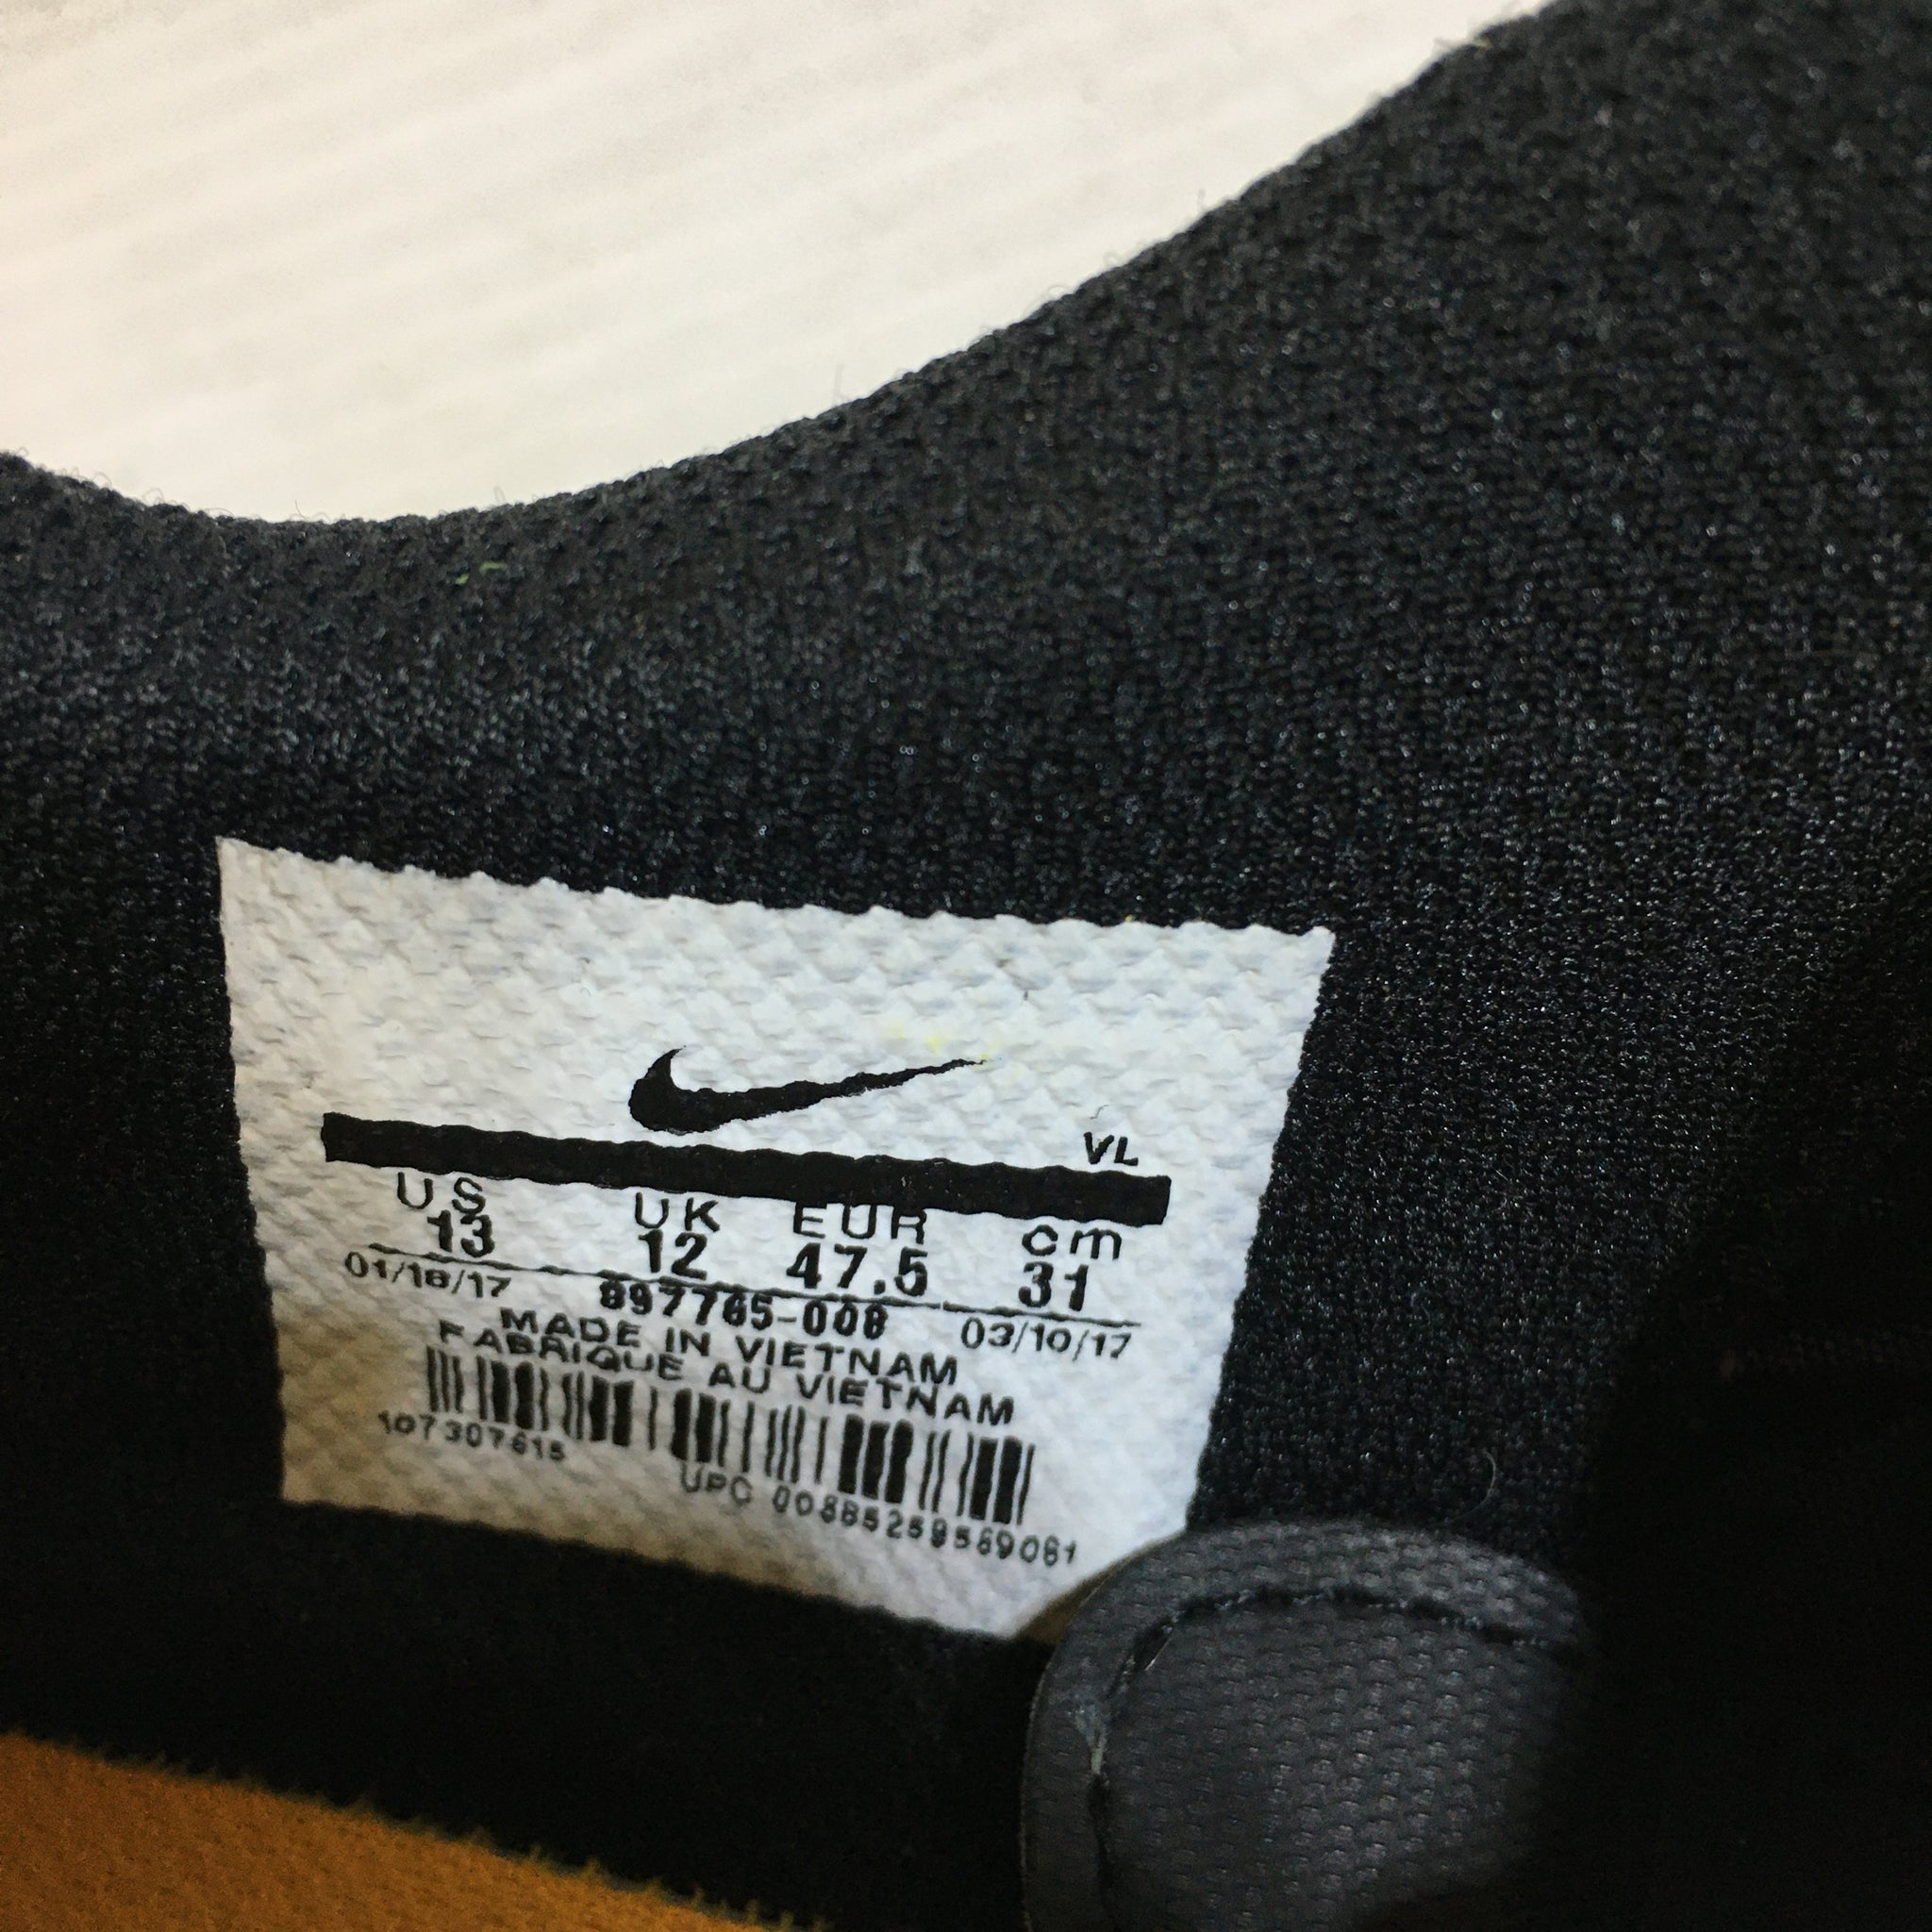 VL
US UK EUR cm
13 12 47.5 31
01/18/17 897765-008 03/10/17
MADE IN VIETNAM
FABRIQUE AU VIETNAM
107307615
UPC 00885259569061